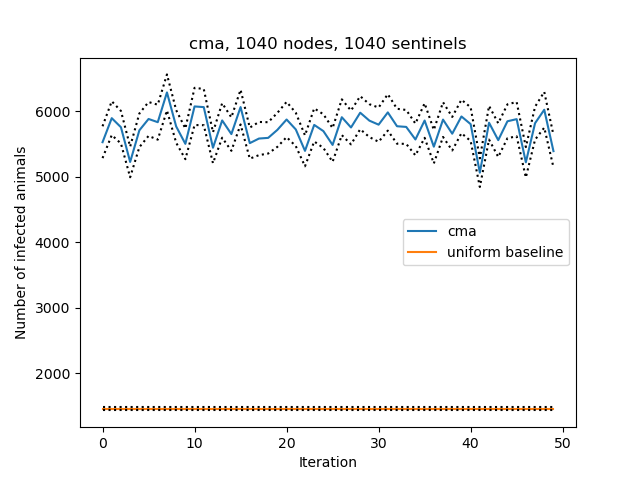 cma, 1040 nodes, 1040 sentinels
Number of infected animals
6000
5000
4000
3000
2000
cma
uniform baseline
0 10 20 30 40 50
Iteration